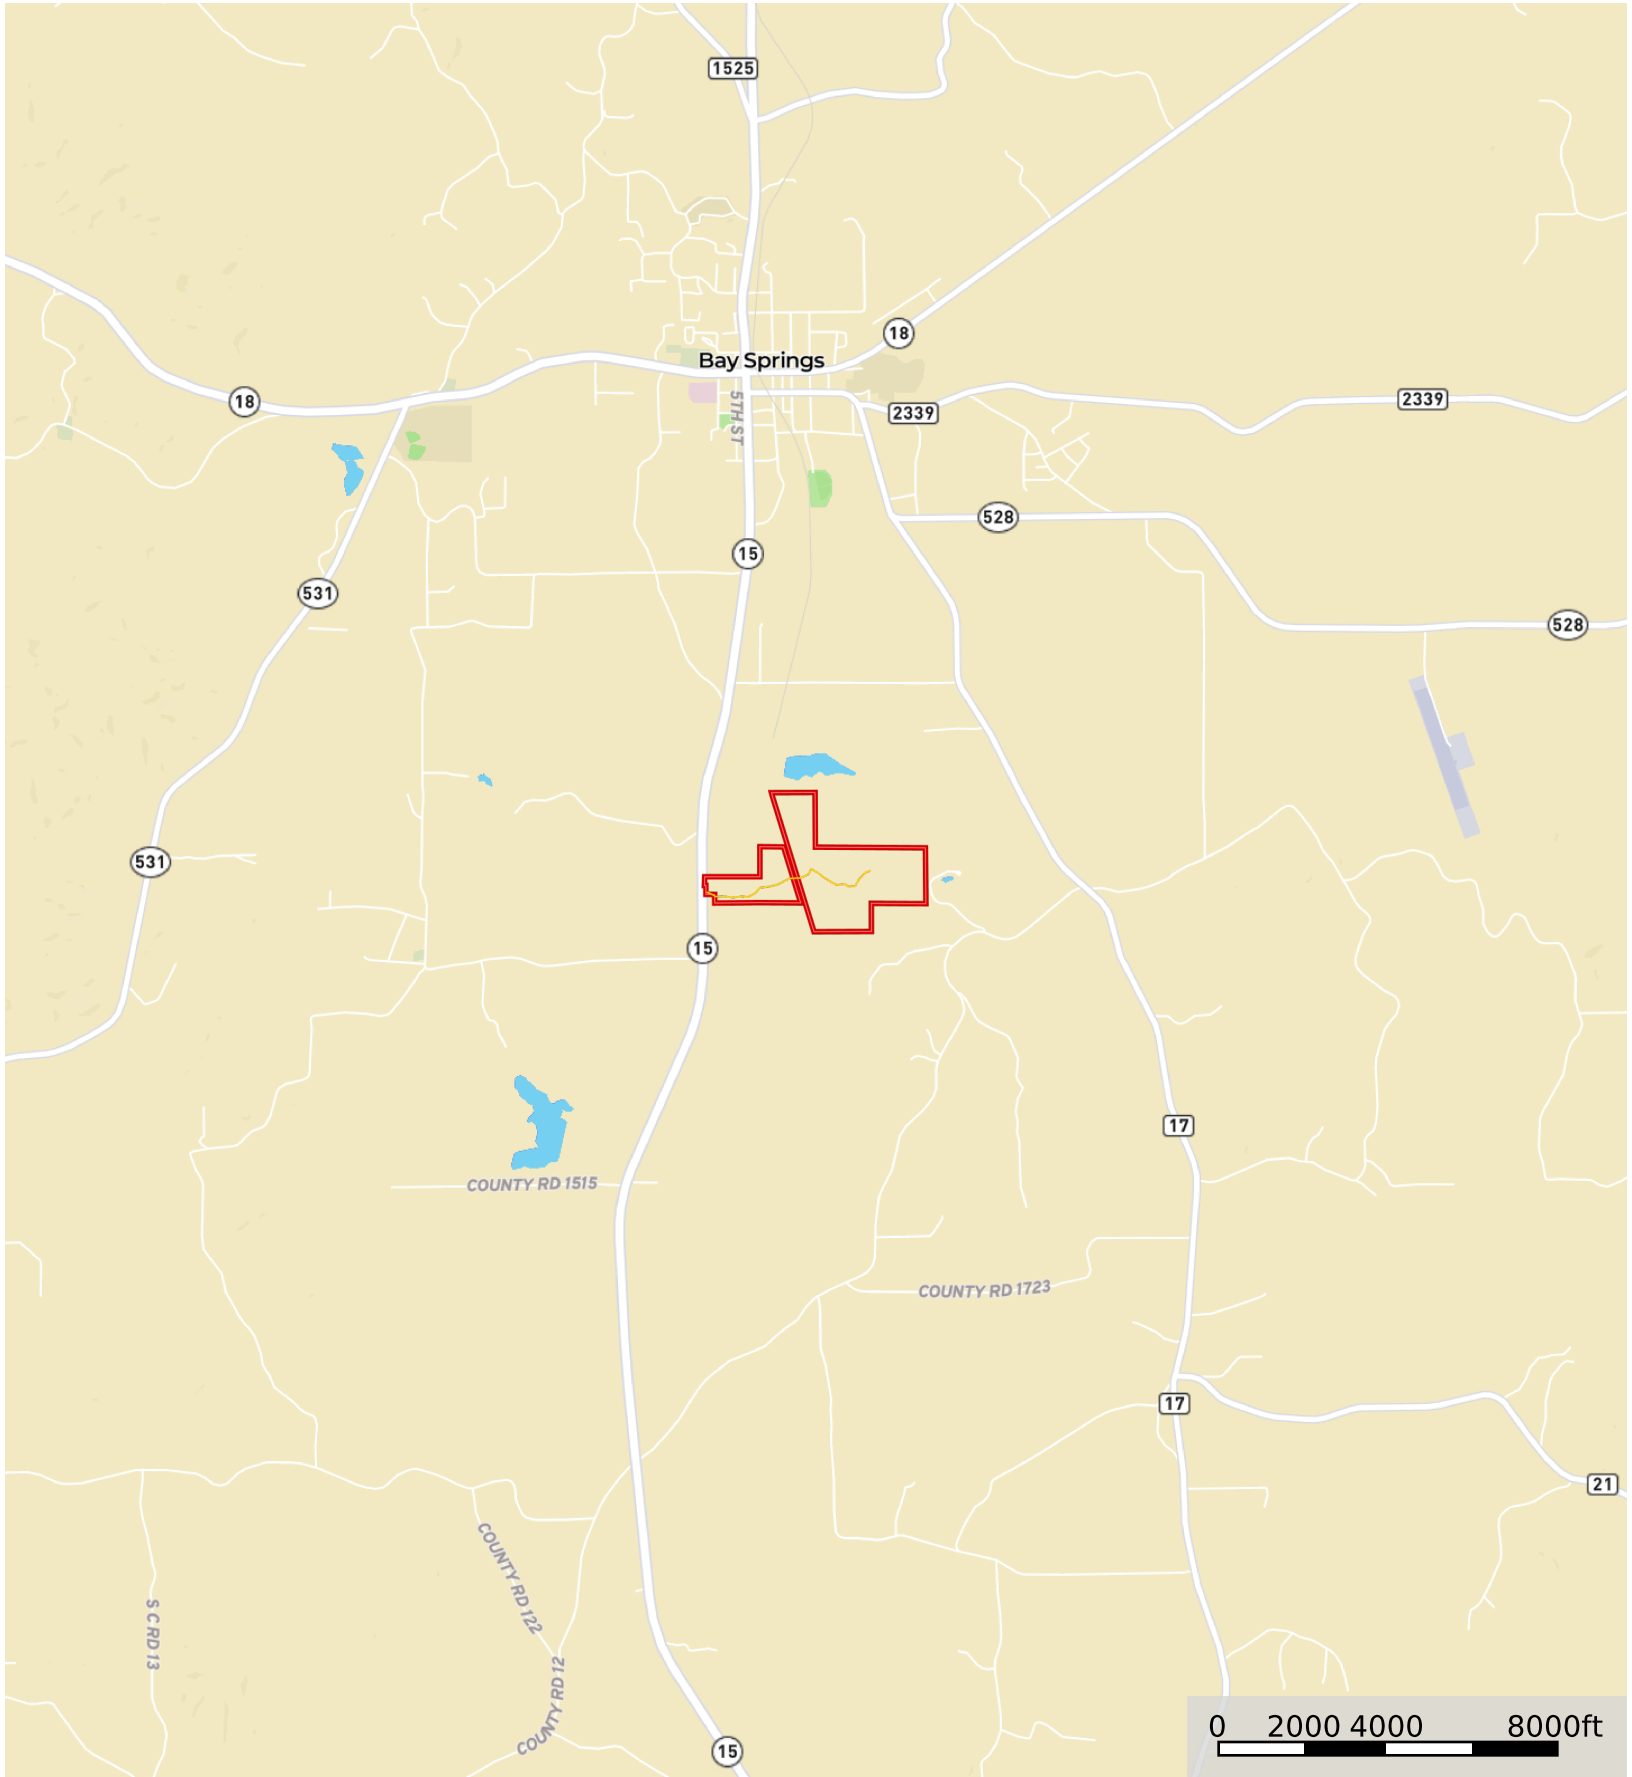 1525
18
Bay Springs
18
2339
2339
5TH ST
528
15
531
528
531
15
17
COUNTY RD 1515
COUNTY RD 1723
17
21
COUNTY RD 122
S C RD 13
COUNTY RD 12
15
0 2000 4000 8000ft